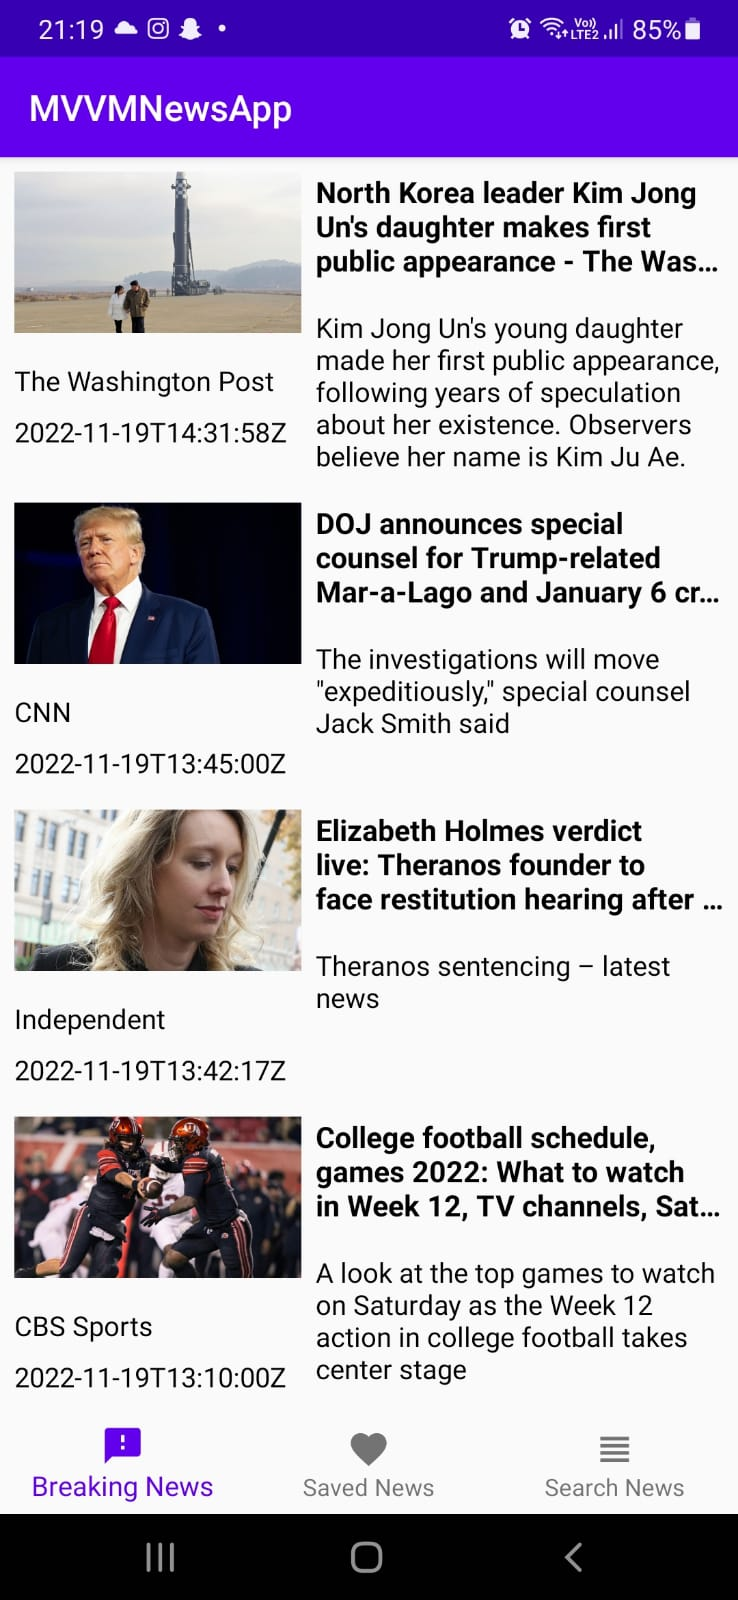 21:19
Vo)) LTE2
85%
MVVMNewsApp
North Korea leader Kim Jong
Un's daughter makes first
public appearance - The Was...
Kim Jong Un's young daughter
made her first public appearance,
following years of speculation
about her existence. Observers
believe her name is Kim Ju Ae.
The Washington Post
2022-11-19T14:31:58Z
DOJ announces special
counsel for Trump-related
Mar-a-Lago and January 6 cr...
The investigations will move
"expeditiously," special counsel
Jack Smith said
CNN
2022-11-19T13:45:00Z
Elizabeth Holmes verdict
live: Theranos founder to
face restitution hearing after ...
Theranos sentencing – latest
news
Independent
2022-11-19T13:42:17Z
College football schedule,
games 2022: What to watch
in Week 12, TV channels, Sat...
A look at the top games to watch
on Saturday as the Week 12
action in college football takes
center stage
CBS Sports
2022-11-19T13:10:00Z
Breaking News
Saved News
Search News